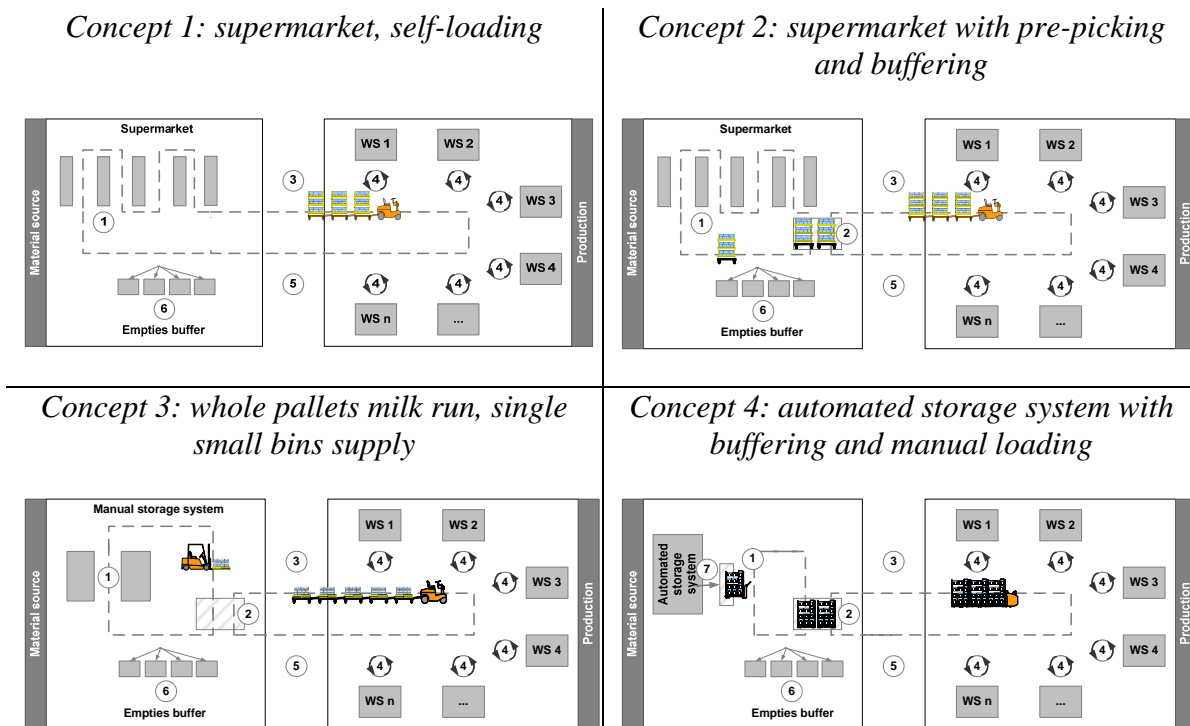 Concept 1: supermarket, self-loading
Supermarket
Material source
Production
WS 1
WS 2
WS 3
WS 4
WS n
...
1
3
4
4
4
4
4
4
5
6
Empties buffer
Concept 2: supermarket with pre-picking
and buffering
Supermarket
Material source
Production
WS 1
WS 2
WS 3
WS 4
WS n
...
1
2
3
4
4
4
4
4
4
5
6
Empties buffer
Concept 3: whole pallets milk run, single
small bins supply
Manual storage system
Material source
Production
WS 1
WS 2
WS 3
WS 4
WS n
...
1
2
3
4
4
4
4
4
4
5
6
Empties buffer
Concept 4: automated storage system with
buffering and manual loading
Material source
Automated
storage
system
Production
WS 1
WS 2
WS 3
WS 4
WS n
...
7
1
2
3
4
4
4
4
4
4
5
6
Empties buffer